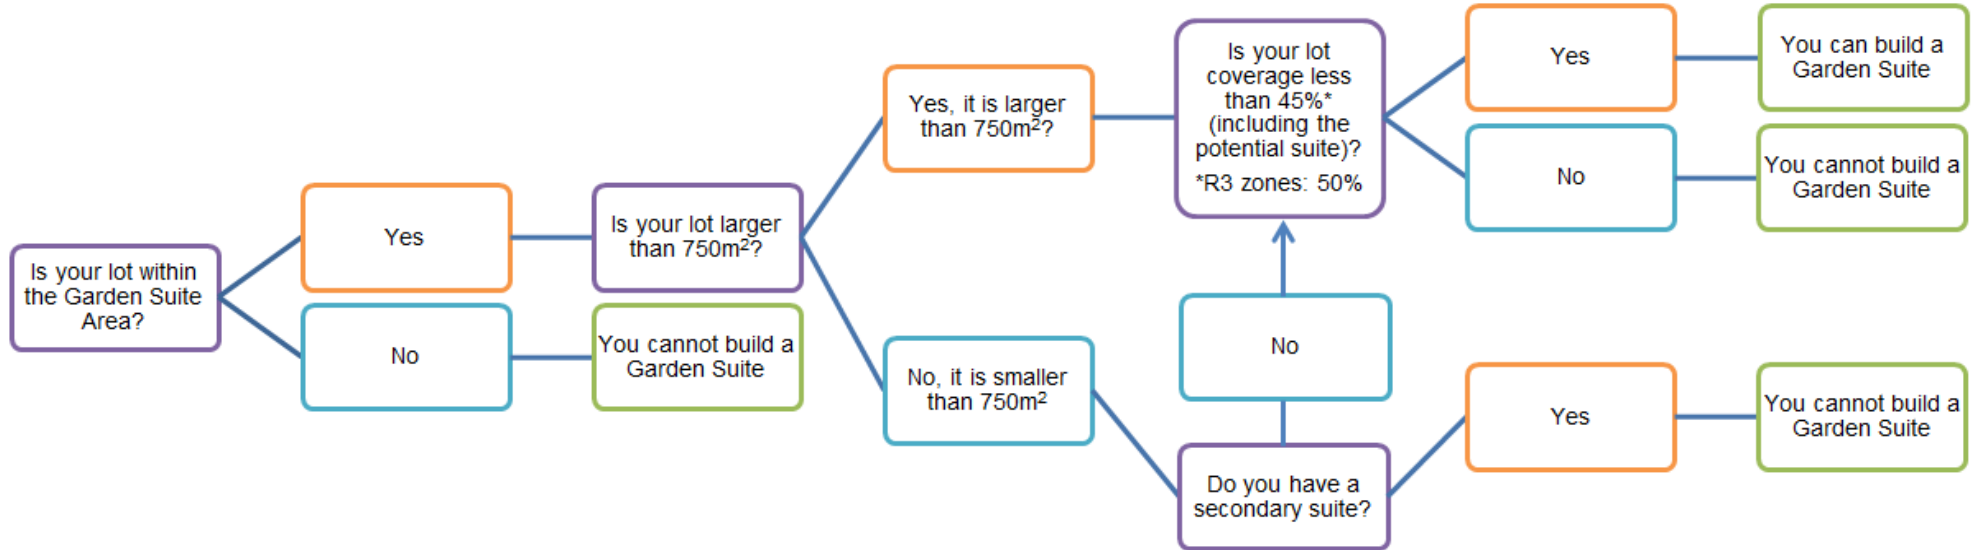 Is your lot within
the Garden Suite
Area?
Yes
No
Is your lot larger
than 750m²?
You cannot build a
Garden Suite
Yes, it is larger
than 750m²?
No, it is smaller
than 750m²
Is your lot
coverage less
than 45%*
(including the
potential suite)?
*R3 zones: 50%
No
Do you have a
secondary suite?
Yes
No
Yes
You can build a
Garden Suite
You cannot build a
Garden Suite
You cannot build a
Garden Suite